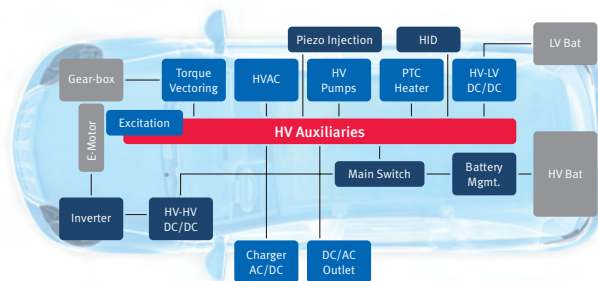 Piezo Injection
HID
LV Bat
Gear-box
Torque
Vectoring
HVAC
HV
Pumps
PTC
Heater
HV-LV
DC/DC
Excitation
HV Auxiliaries
E-Motor
Main Switch
Battery
Mgmt.
HV Bat
Inverter
HV-HV
DC/DC
Charger
AC/DC
DC/AC
Outlet